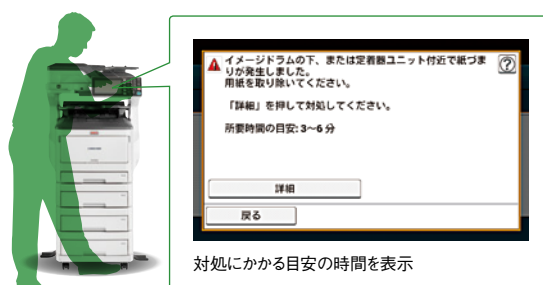 イメージドラムの下、または定着器ユニット付近で紙づま
りが発生しました。
用紙を取り除いてください。
「詳細」を押して対処してください。
所要時間の目安: 3～6 分
詳細
戻る
対処にかかる目安の時間を表示